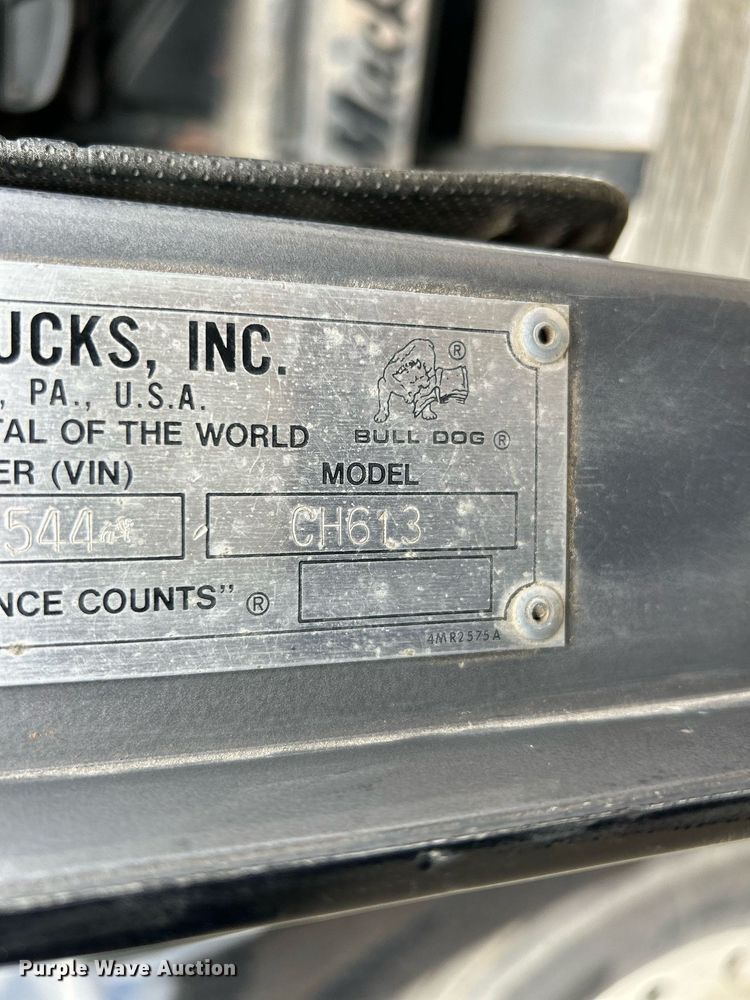 Mack
UCKS, INC.
®
, PA., U.S.A.
TAL OF THE WORLD
BULL DOG ®
ER (VIN)
MODEL
544
CH613
NCE COUNTS" ®
4MR2575A
Purple Wave Auction